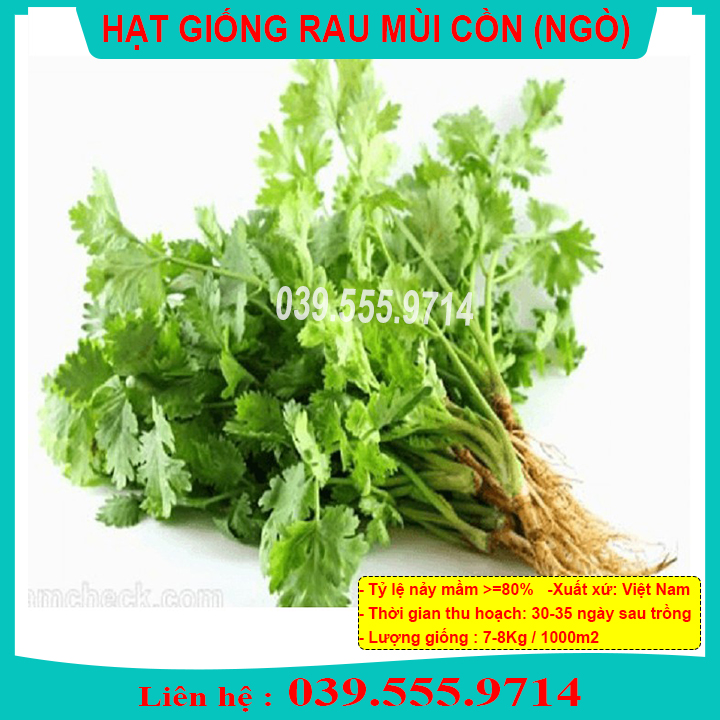 HẠT GIỐNG RAU MÙI CỒN (NGÒ)
039.555.9714
mcheck.com
- Tỷ lệ nảy mầm >=80% -Xuất xứ: Việt Nam
- Thời gian thu hoạch: 30-35 ngày sau trồng
- Lượng giống : 7-8Kg / 1000m2
Liên hệ : 039.555.9714